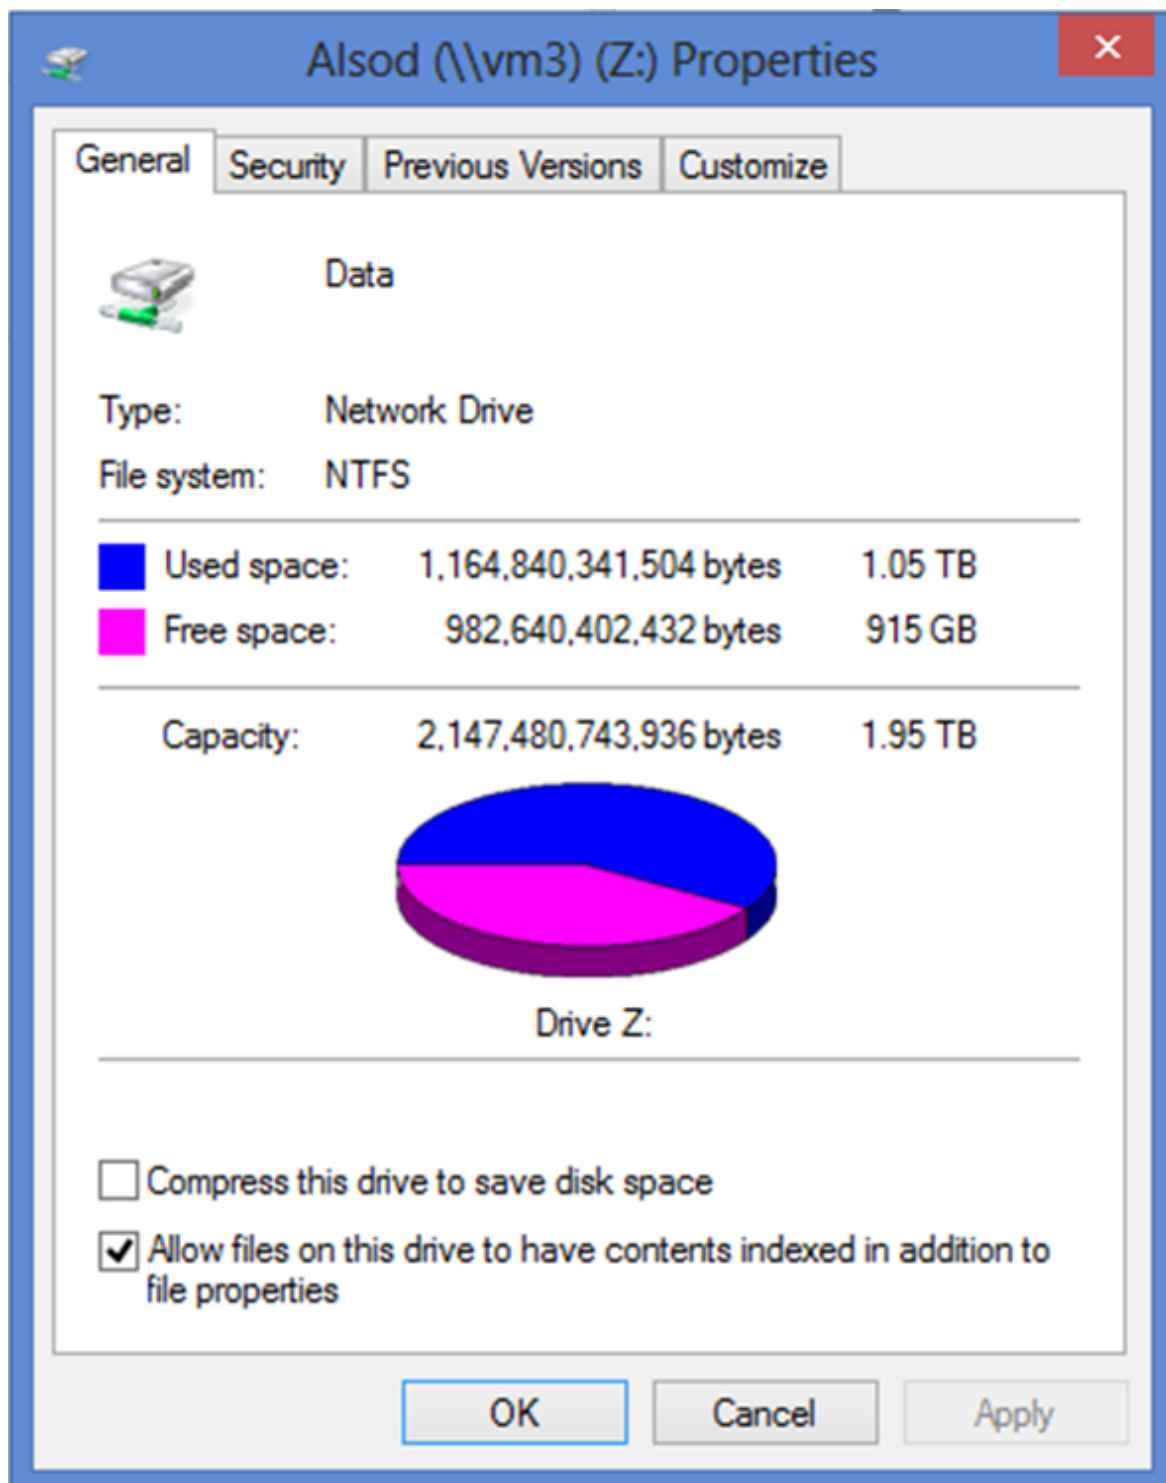 Alsod (\\vm3) (Z:) Properties
General Security Previous Versions Customize
Data
Type: Network Drive
File system: NTFS
Used space: 1,164,840,341,504 bytes 1.05 TB
Free space: 982,640,402,432 bytes 915 GB
Capacity: 2,147,480,743,936 bytes 1.95 TB
Drive Z:
Compress this drive to save disk space
Allow files on this drive to have contents indexed in addition to
file properties
OK Cancel Apply